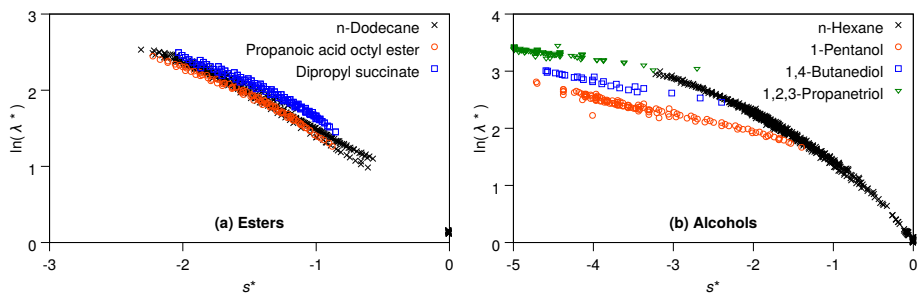 3
2
1
0
ln( λ* )
n-Dodecane
Propanoic acid octyl ester
Dipropyl succinate
(a) Esters
-3
-2
-1
0
s*
4
3
2
1
0
ln( λ* )
n-Hexane
1-Pentanol
1,4-Butanediol
1,2,3-Propanetriol
(b) Alcohols
-5
-4
-3
-2
-1
0
s*